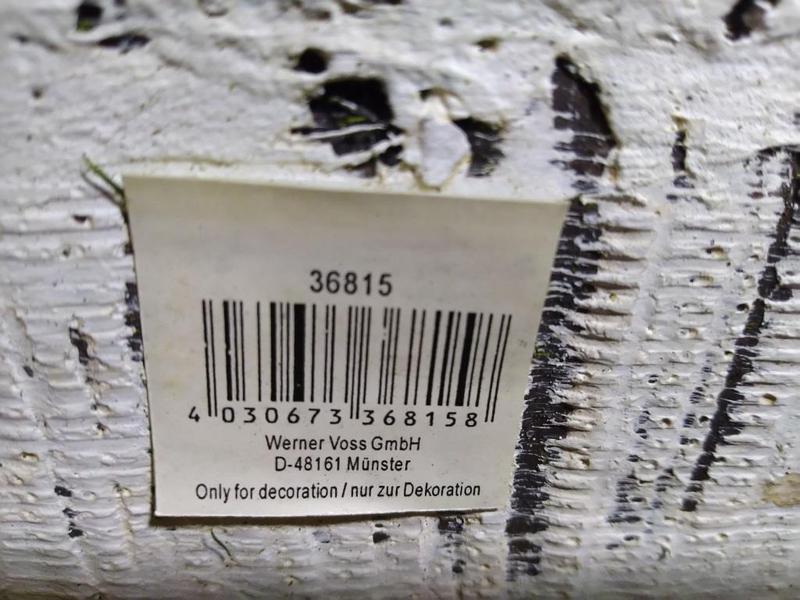 36815
4 030673 368158
Werner Voss GmbH
D-48161 Münster
Only for decoration / nur zur Dekoration